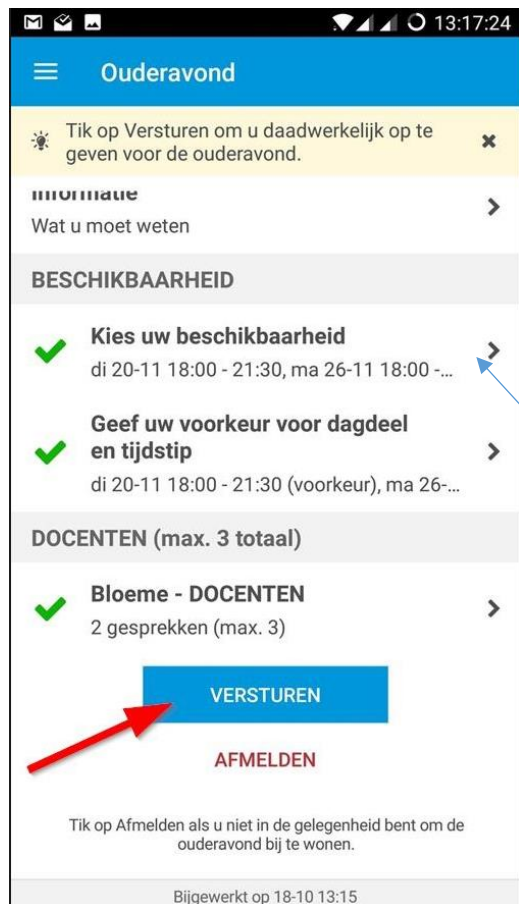 13:17:24
Ouderavond
Tik op Versturen om u daadwerkelijk op te
geven voor de ouderavond.
Informatie
Wat u moet weten
BESCHIKBAARHEID
Kies uw beschikbaarheid
di 20-11 18:00 - 21:30, ma 26-11 18:00 -...
Geef uw voorkeur voor dagdeel
en tijdstip
di 20-11 18:00 - 21:30 (voorkeur), ma 26-...
DOCENTEN (max. 3 totaal)
Bloeme - DOCENTEN
2 gesprekken (max. 3)
VERSTUREN
AFMELDEN
Tik op Afmelden als u niet in de gelegenheid bent om de
ouderavond bij te wonen.
Bijgewerkt op 18-10 13:15